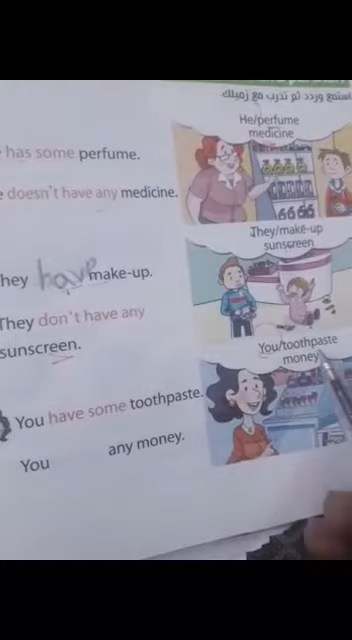 استمع وردد ثم تدرب مع زميلك
He/perfume
medicine
has some perfume.
doesn't have any medicine.
They/make-up
sunscreen
hey have make-up.
They don't have any
sunscreen.
You/toothpaste
money
You have some toothpaste.
You any money.